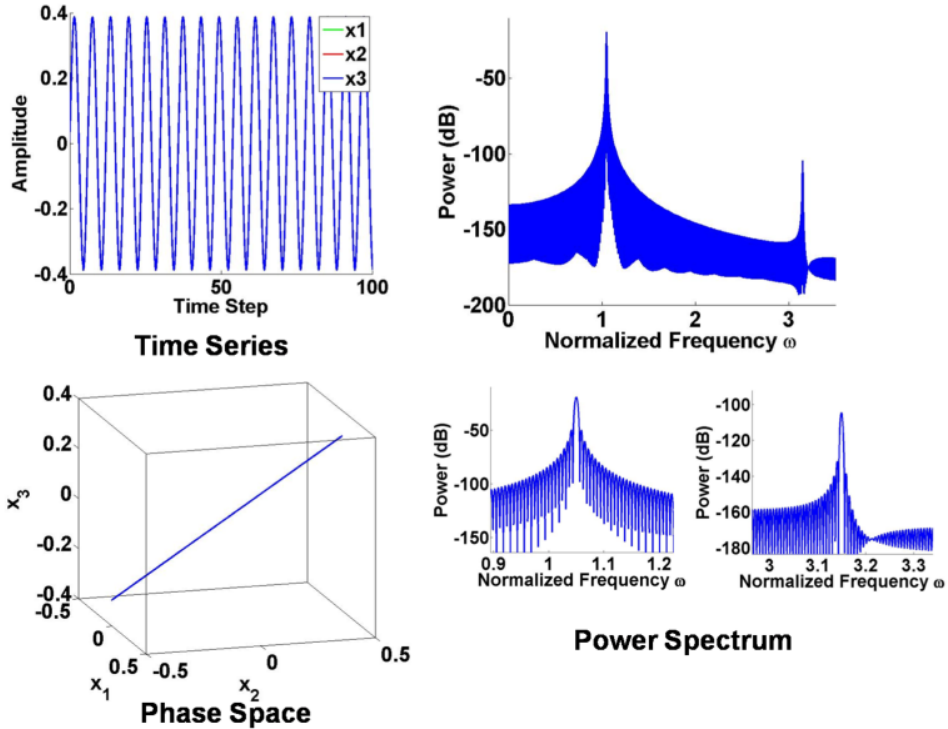 0.4
0.2
0
-0.2
-0.4
Amplitude
x1
x2
x3
0 50 100
Time Step
Time Series
-50
-100
-150
-200
Power (dB)
0 1 2 3
Normalized Frequency ω
0.4
0.2
0
-0.2
-0.4
x3
-0.5
0
0.5
x1
-0.5
0
0.5
x2
Phase Space
-50
-100
-150
Power (dB)
0.9 1 1.1 1.2
Normalized Frequency ω
-100
-120
-140
-160
-180
Power (dB)
3 3.1 3.2 3.3
Normalized Frequency ω
Power Spectrum